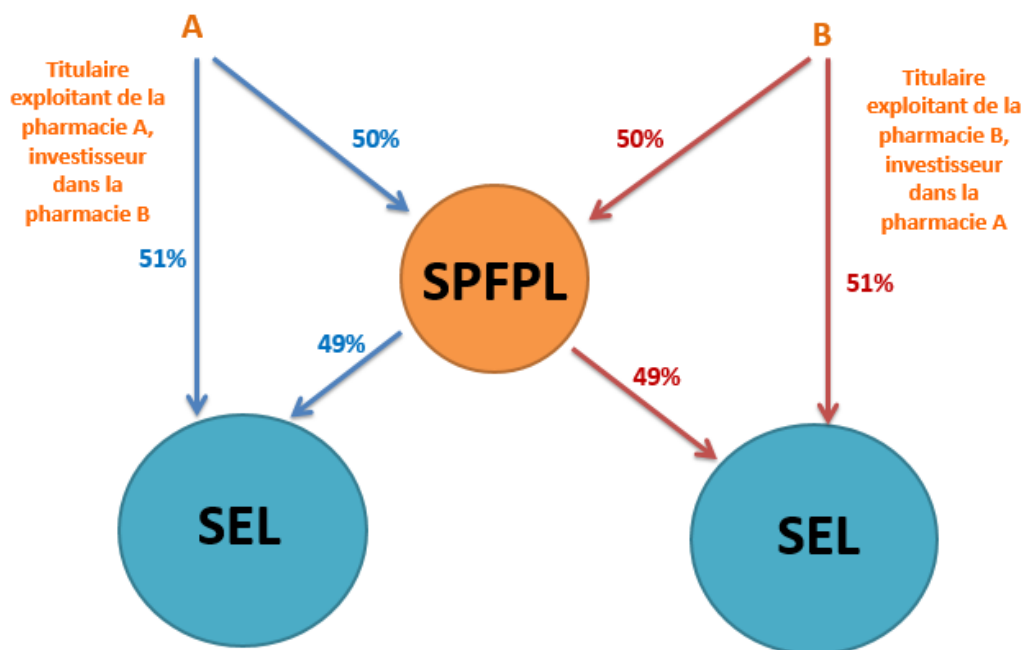 A
B
Titulaire
exploitant de la
pharmacie A,
investisseur
dans la
pharmacie B
Titulaire
exploitant de la
pharmacie B,
investisseur
dans la
pharmacie A
50%
50%
51%
51%
SPFPL
49%
49%
SEL
SEL